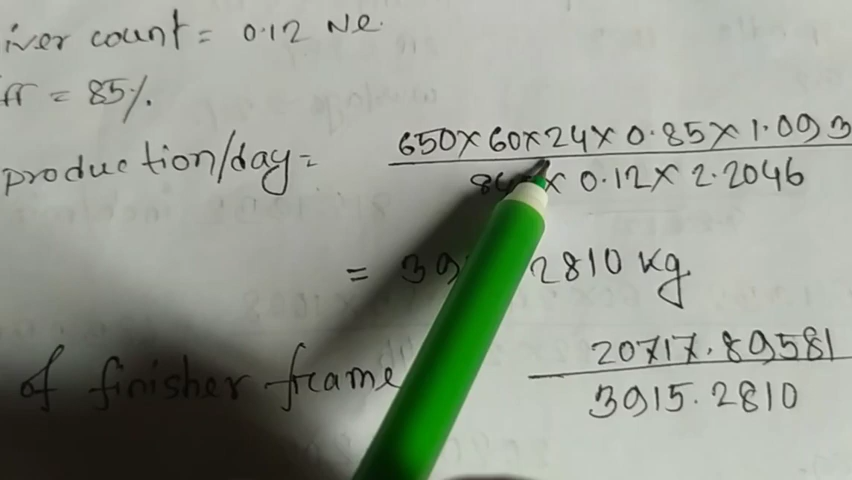 iver count = 0.12 Ne.
ff = 85%.
production/day = 650 × 60 × 24 × 0.85 × 1.093
× 0.12 × 2.2046
= 2810 kg
of finisher frame 20717.89581
3915.2810